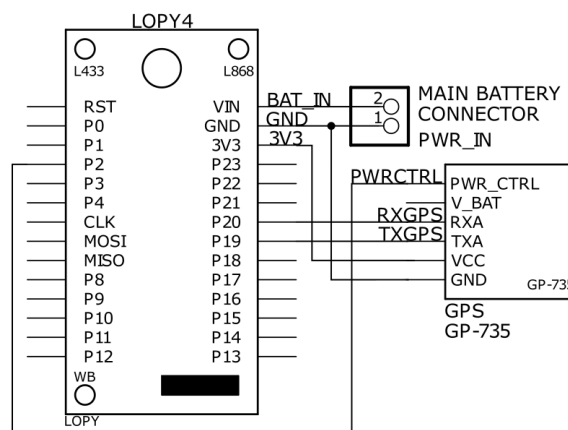 LOPY4
L433
L868
RST
P0
P1
P2
P3
P4
CLK
MOSI
MISO
P8
P9
P10
P11
P12
WB
LOPY
VIN
GND
3V3
P23
P22
P21
P20
P19
P18
P17
P16
P15
P14
P13
BAT_IN
GND
3V3
2
1
MAIN BATTERY
CONNECTOR
PWR_IN
PWRCTRL
RXGPS
TXGPS
PWR_CTRL
V_BAT
RXA
TXA
VCC
GND
GP-735
GPS
GP-735